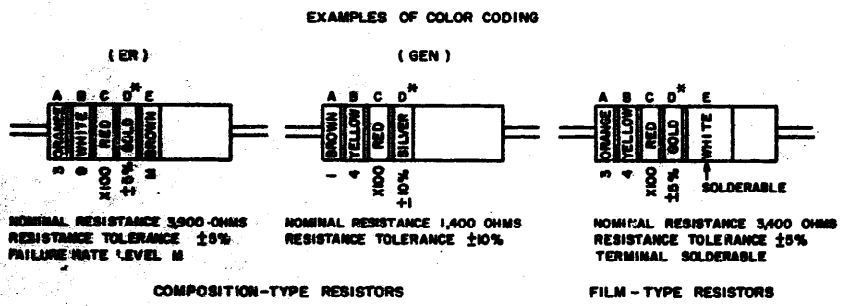 EXAMPLES OF COLOR CODING
(ER)
(GEN)
A B C D* E
ORANGE WHITE RED GOLD BROWN
3 9 X100 ±5% M
NOMINAL RESISTANCE 3,900 OHMS
RESISTANCE TOLERANCE ±5%
FAILURE RATE LEVEL M
A B C D*
BROWN YELLOW RED SILVER
1 4 X100 ±10%
NOMINAL RESISTANCE 1,400 OHMS
RESISTANCE TOLERANCE ±10%
COMPOSITION-TYPE RESISTORS
A B C D* E
ORANGE YELLOW RED GOLD WHITE
3 4 X100 ±5% SOLDERABLE
NOMINAL RESISTANCE 3,400 OHMS
RESISTANCE TOLERANCE ±5%
TERMINAL SOLDERABLE
FILM-TYPE RESISTORS